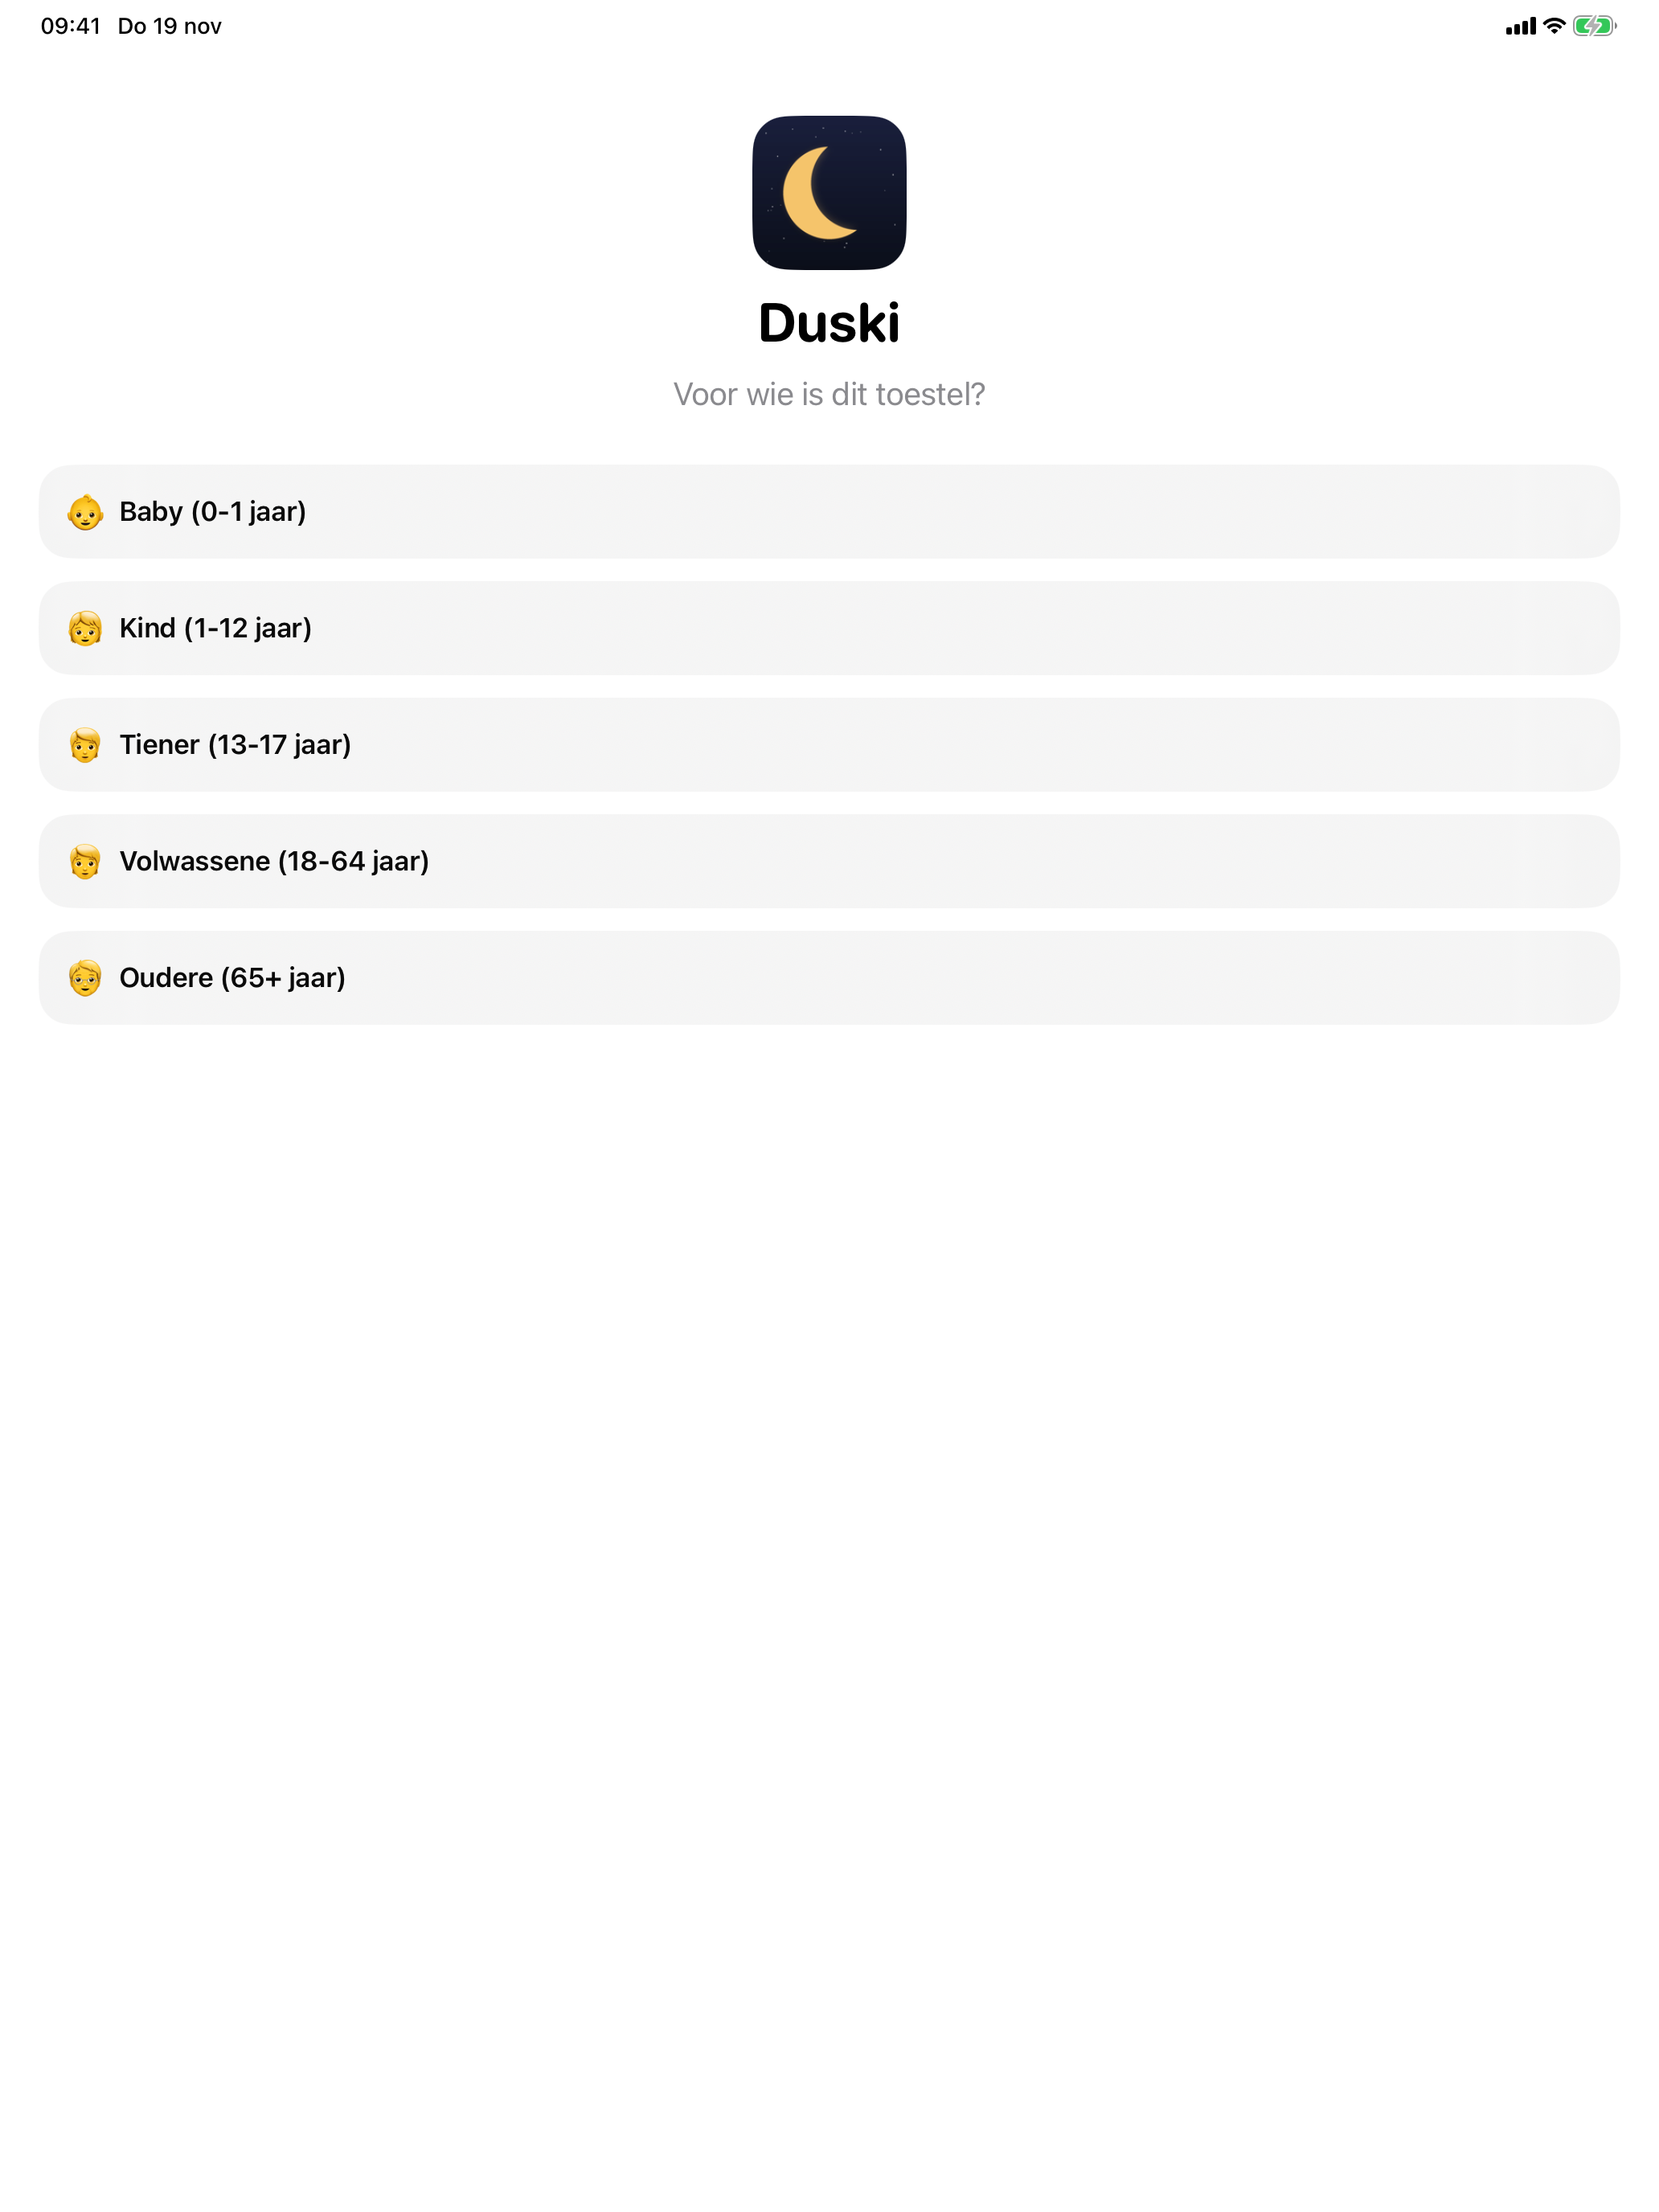 09:41 Do 19 nov
Duski
Voor wie is dit toestel?
Baby (0-1 jaar)
Kind (1-12 jaar)
Tiener (13-17 jaar)
Volwassene (18-64 jaar)
Oudere (65+ jaar)